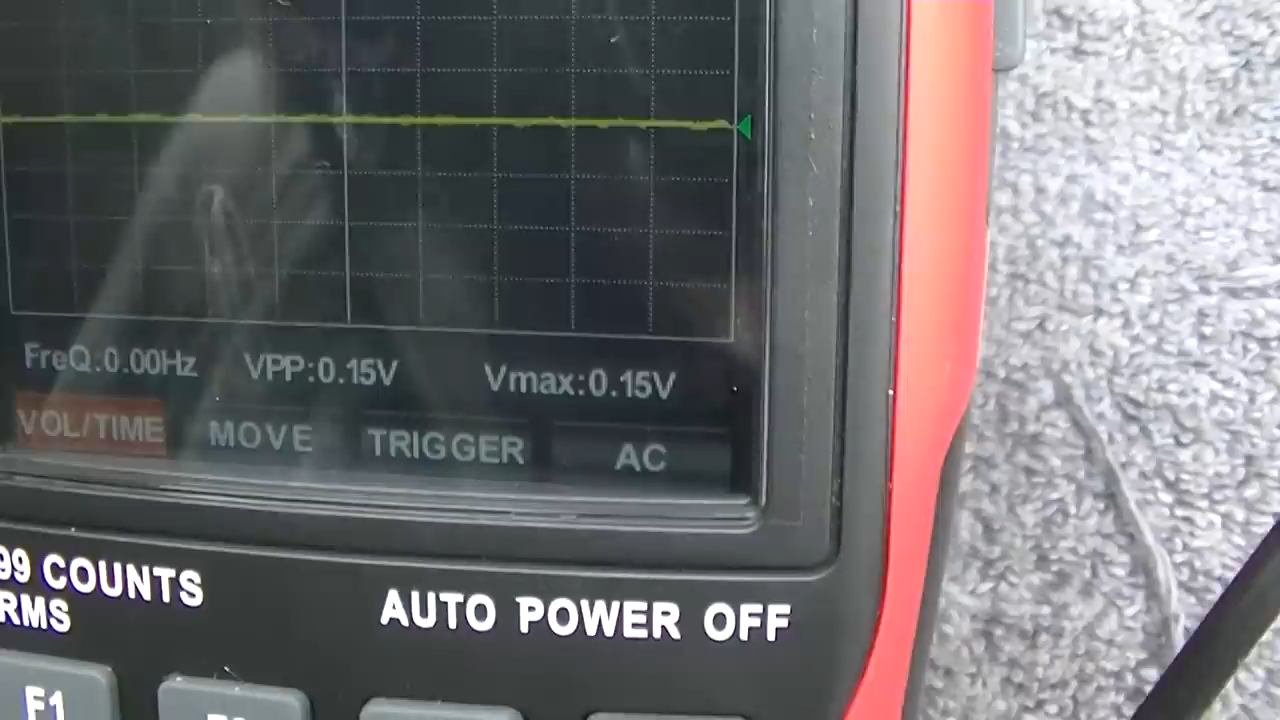 FreQ:0.00Hz VPP:0.15V Vmax:0.15V
VOL/TIME MOVE TRIGGER AC
99 COUNTS
RMS
AUTO POWER OFF
F1